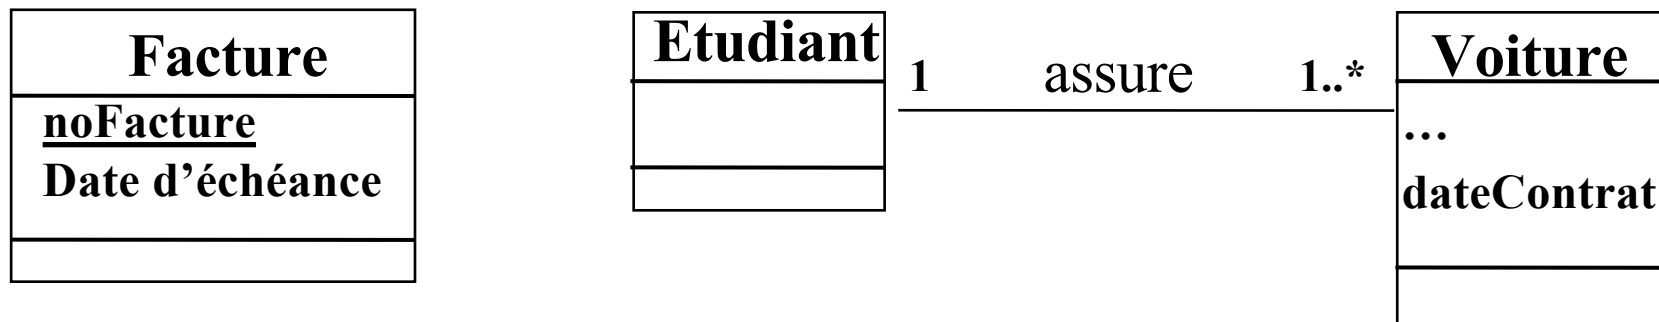 Facture
noFacture
Date d’échéance
Etudiant
1 assure 1..*
Voiture
…
dateContrat